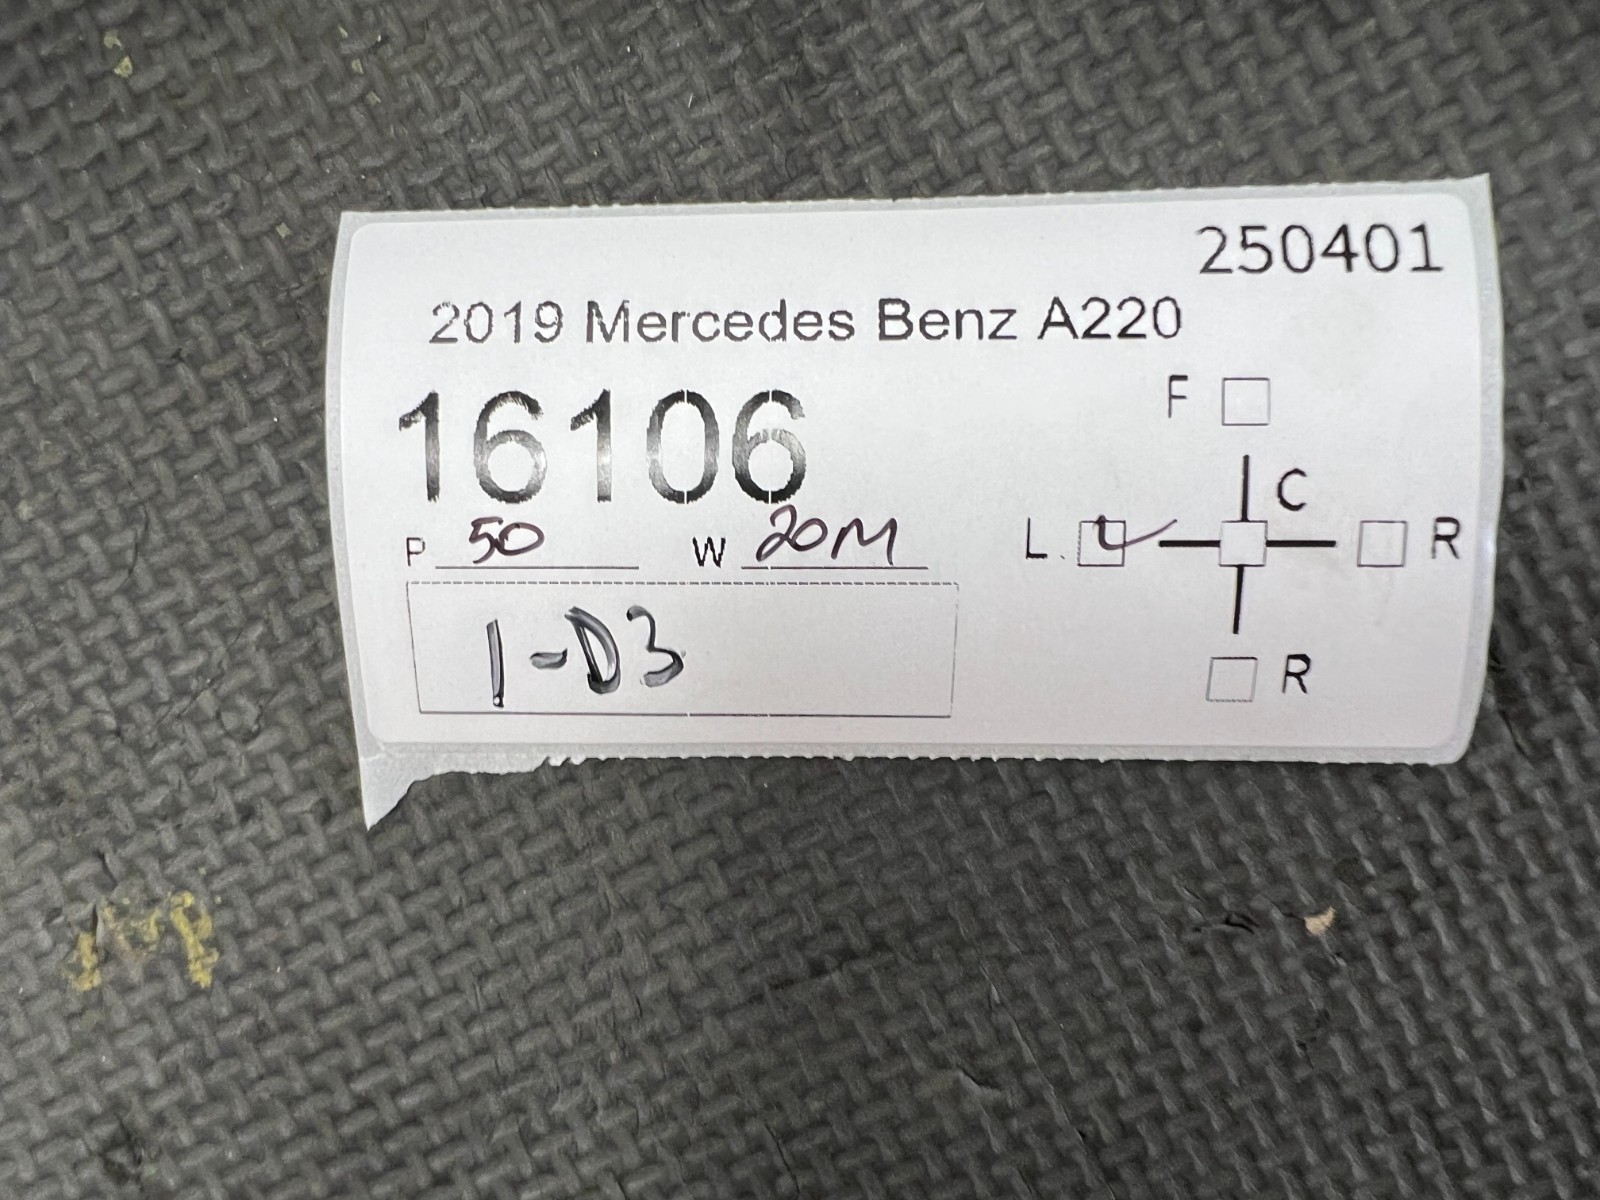 250401
2019 Mercedes Benz A220
16106
F
C
P 50 W 20M
L R
1-D3
R